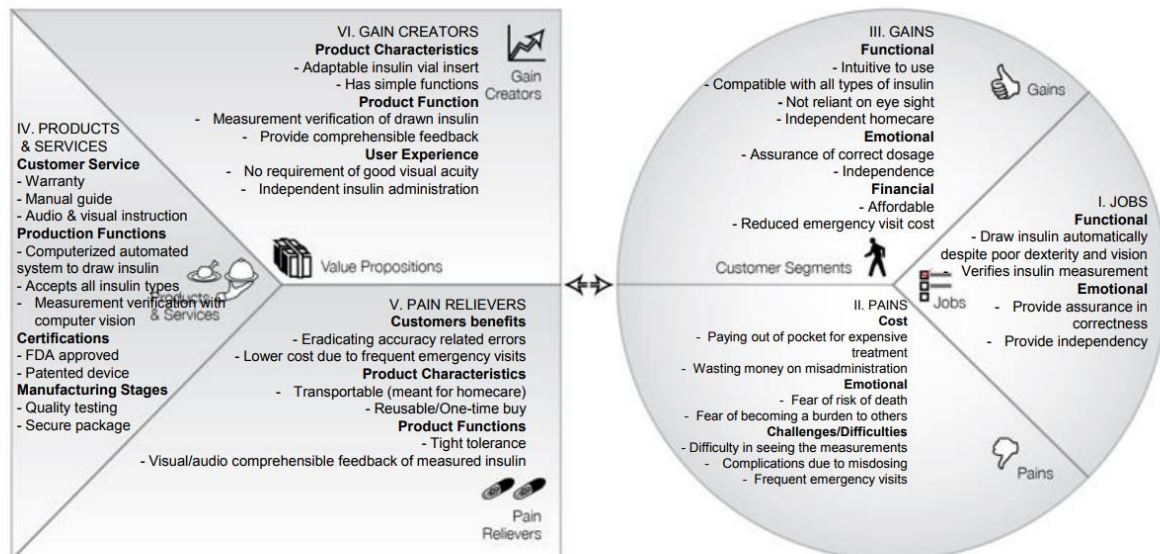 VI. GAIN CREATORS
Product Characteristics
- Adaptable insulin vial insert
- Has simple functions
Product Function
- Measurement verification of drawn insulin
- Provide comprehensible feedback
User Experience
- No requirement of good visual acuity
- Independent insulin administration
Gain
Creators
IV. PRODUCTS
& SERVICES
Customer Service
- Warranty
- Manual guide
- Audio & visual instruction
Production Functions
- Computerized automated
system to draw insulin
- Accepts all insulin types
- Measurement verification with
computer vision
Certifications
- FDA approved
- Patented device
Manufacturing Stages
- Quality testing
- Secure package
Products
& Services
Value Propositions
V. PAIN RELIEVERS
Customers benefits
- Eradicating accuracy related errors
- Lower cost due to frequent emergency visits
Product Characteristics
- Transportable (meant for homecare)
- Reusable/One-time buy
Product Functions
- Tight tolerance
- Visual/audio comprehensible feedback of measured insulin
Pain
Relievers
III. GAINS
Functional
- Intuitive to use
- Compatible with all types of insulin
- Not reliant on eye sight
- Independent homecare
Emotional
- Assurance of correct dosage
- Independence
Financial
- Affordable
- Reduced emergency visit cost
Gains
Customer Segments
I. JOBS
Functional
- Draw insulin automatically
despite poor dexterity and vision
- Verifies insulin measurement
Emotional
- Provide assurance in
correctness
- Provide independency
Jobs
II. PAINS
Cost
- Paying out of pocket for expensive
treatment
- Wasting money on misadministration
Emotional
- Fear of risk of death
- Fear of becoming a burden to others
Challenges/Difficulties
- Difficulty in seeing the measurements
- Complications due to misdosing
- Frequent emergency visits
Pains